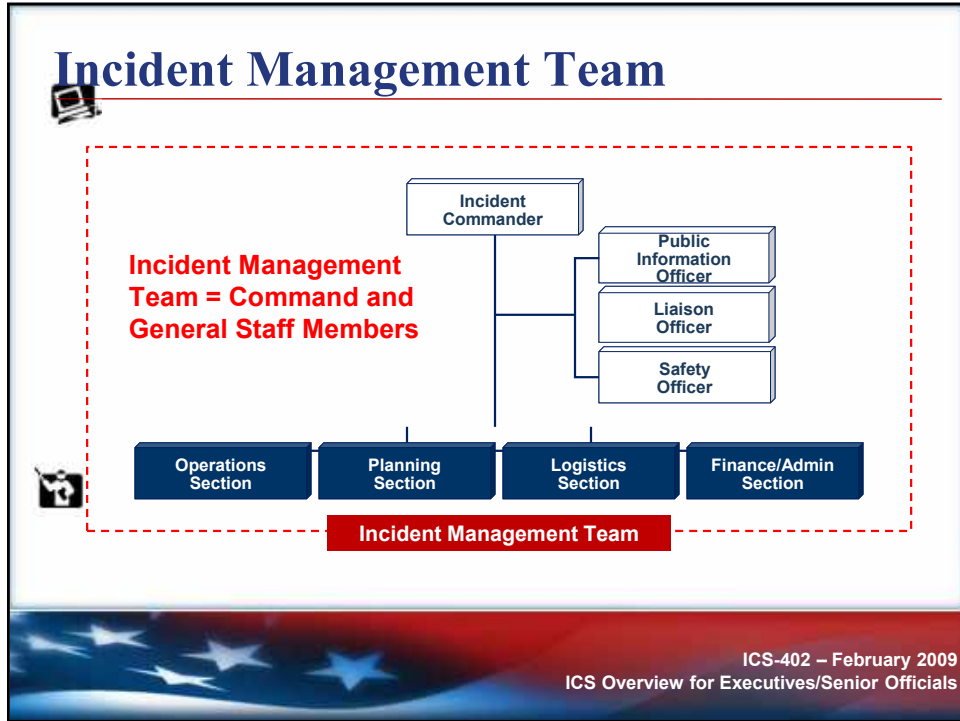 Incident Management Team
Incident
Commander
Public
Information
Officer
Incident Management
Team = Command and
General Staff Members
Liaison
Officer
Safety
Officer
Operations
Section
Planning
Section
Logistics
Section
Finance/Admin
Section
Incident Management Team
ICS-402 – February 2009
ICS Overview for Executives/Senior Officials